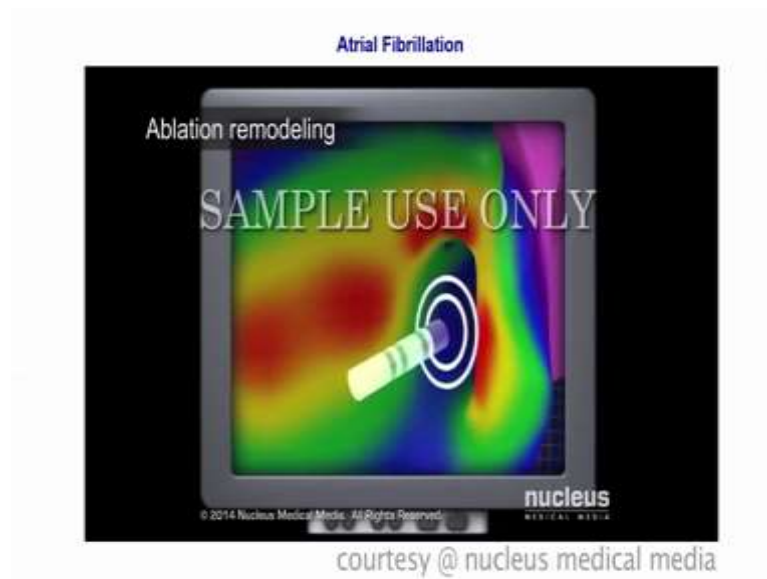 Atrial Fibrillation
Ablation remodeling
SAMPLE USE ONLY
nucleus
MEDICAL MEDIA
© 2014 Nucleus Medical Media. All Rights Reserved.
courtesy @ nucleus medical media